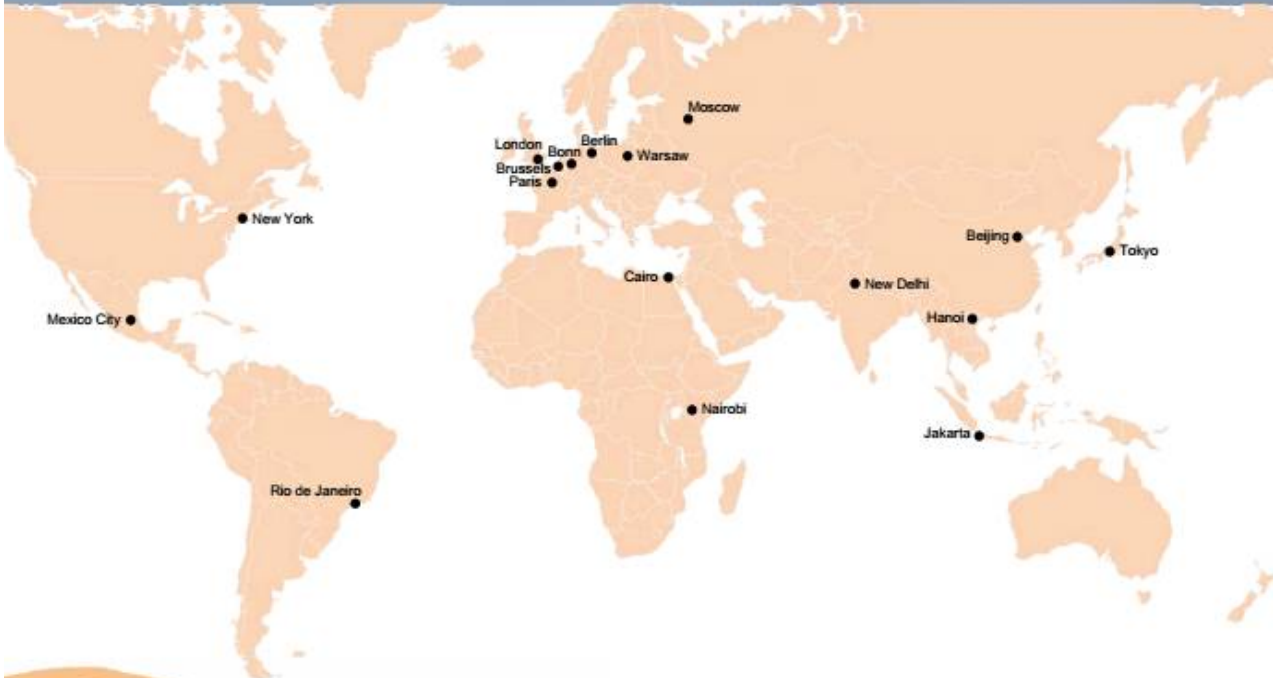 Moscow
London
Bonn
Berlin
Warsaw
Brussels
Paris
New York
Beijing
Tokyo
Cairo
New Delhi
Mexico City
Hanoi
Nairobi
Jakarta
Rio de Janeiro